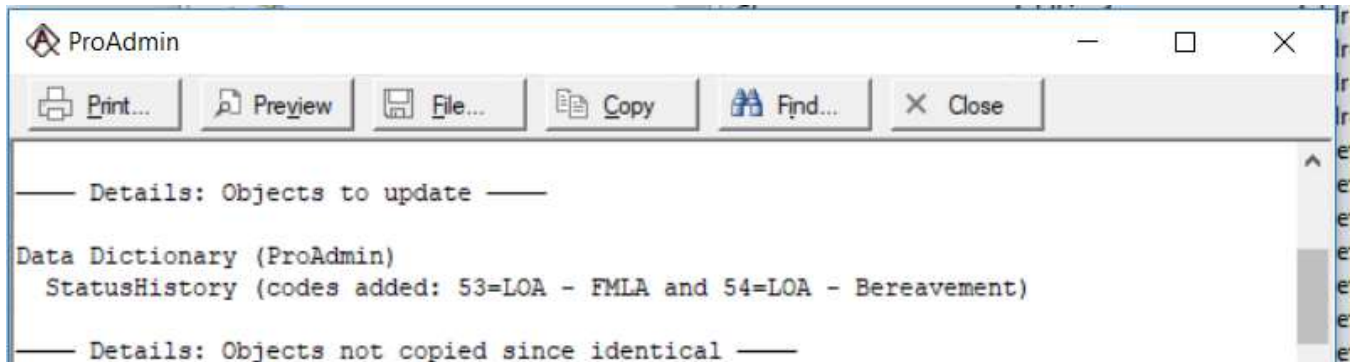 ProAdmin
Print... Preview File... Copy Find... Close
—— Details: Objects to update ——
Data Dictionary (ProAdmin)
StatusHistory (codes added: 53=LOA - FMLA and 54=LOA - Bereavement)
—— Details: Objects not copied since identical ——